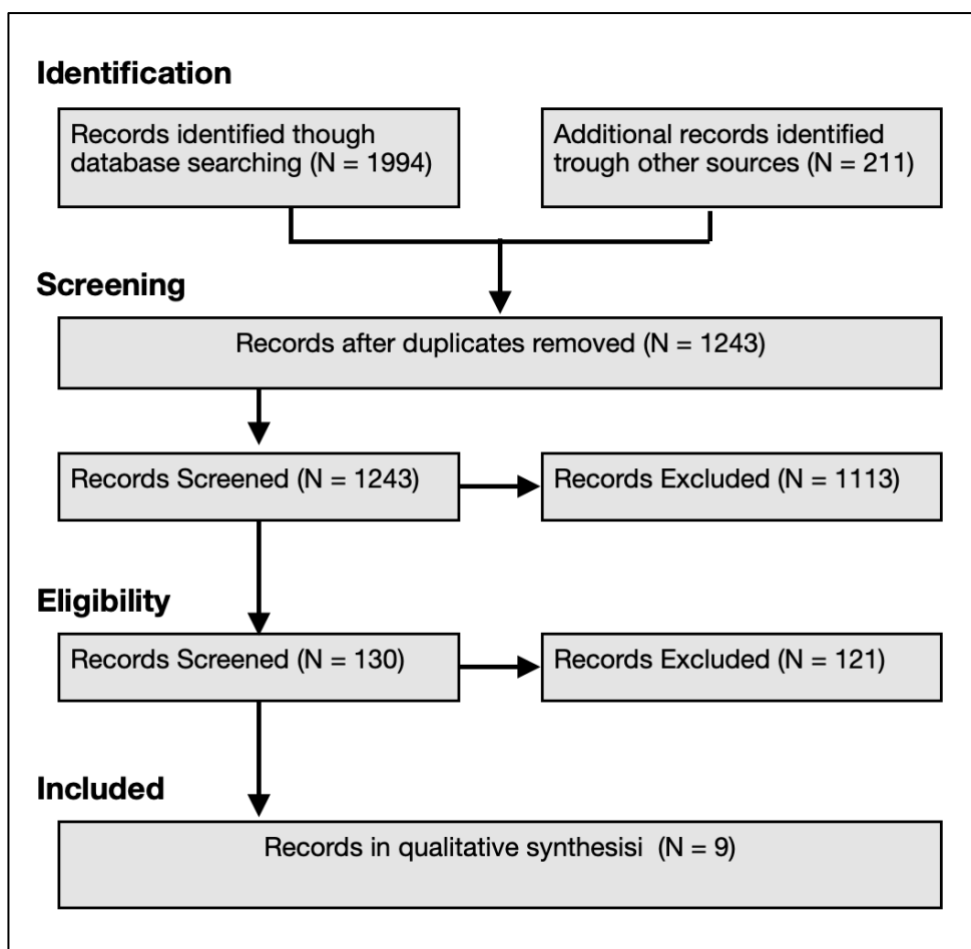 Identification
Records identified though
database searching (N = 1994)
Additional records identified
trough other sources (N = 211)
Screening
Records after duplicates removed (N = 1243)
Records Screened (N = 1243)
Records Excluded (N = 1113)
Eligibility
Records Screened (N = 130)
Records Excluded (N = 121)
Included
Records in qualitative synthesisi (N = 9)